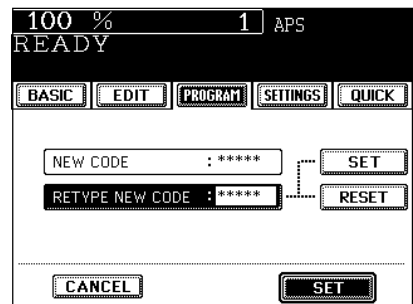 100 % 1 APS
READY
BASIC EDIT PROGRAM SETTINGS QUICK
NEW CODE : ***** SET
RETYPE NEW CODE : ***** RESET
CANCEL SET